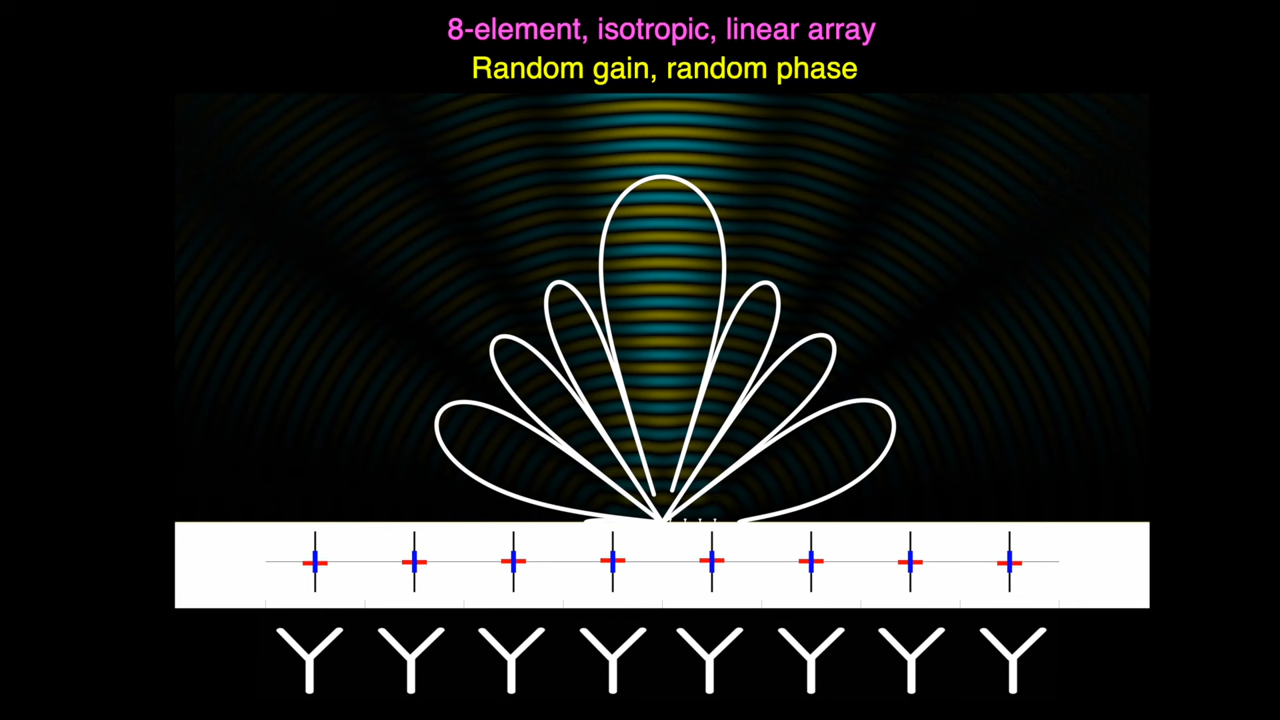 8-element, isotropic, linear array
Random gain, random phase